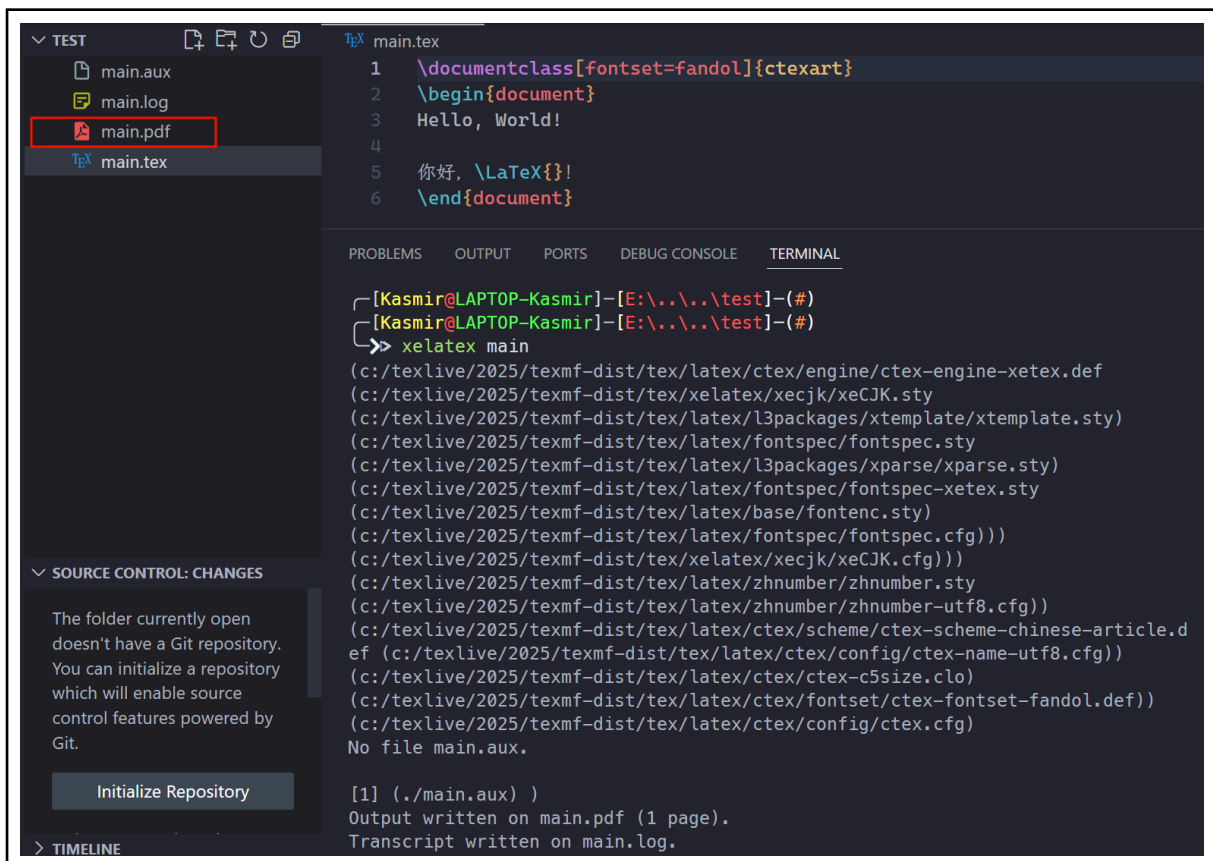 TEST
main.aux
main.log
main.pdf
main.tex
SOURCE CONTROL: CHANGES
The folder currently open
doesn't have a Git repository.
You can initialize a repository
which will enable source
control features powered by
Git.
Initialize Repository
TIMELINE
TEX main.tex
1 \documentclass[fontset=fandol]{ctexart}
2 \begin{document}
3 Hello, World!
4
5 你好, \LaTeX{}!
6 \end{document}
PROBLEMS OUTPUT PORTS DEBUG CONSOLE TERMINAL
[Kasmir@LAPTOP-Kasmir]-[E:\..\..\test]-(#)
[Kasmir@LAPTOP-Kasmir]-[E:\..\..\test]-(#)
xelatex main
(c:/texlive/2025/texmf-dist/tex/latex/ctex/engine/ctex-engine-xetex.def
(c:/texlive/2025/texmf-dist/tex/xelatex/xecjk/xeCJK.sty
(c:/texlive/2025/texmf-dist/tex/latex/l3packages/xtemplate/xtemplate.sty)
(c:/texlive/2025/texmf-dist/tex/latex/fontspec/fontspec.sty
(c:/texlive/2025/texmf-dist/tex/latex/l3packages/xparse/xparse.sty)
(c:/texlive/2025/texmf-dist/tex/latex/fontspec/fontspec-xetex.sty
(c:/texlive/2025/texmf-dist/tex/latex/base/fontenc.sty)
(c:/texlive/2025/texmf-dist/tex/latex/fontspec/fontspec.cfg)))
(c:/texlive/2025/texmf-dist/tex/xelatex/xecjk/xeCJK.cfg)))
(c:/texlive/2025/texmf-dist/tex/latex/zhnumber/zhnumber.sty
(c:/texlive/2025/texmf-dist/tex/latex/zhnumber/zhnumber-utf8.cfg))
(c:/texlive/2025/texmf-dist/tex/latex/ctex/scheme/ctex-scheme-chinese-article.d
ef (c:/texlive/2025/texmf-dist/tex/latex/ctex/config/ctex-name-utf8.cfg))
(c:/texlive/2025/texmf-dist/tex/latex/ctex/ctex-c5size.clo)
(c:/texlive/2025/texmf-dist/tex/latex/ctex/fontset/ctex-fontset-fandol.def))
(c:/texlive/2025/texmf-dist/tex/latex/ctex/config/ctex.cfg)
No file main.aux.
[1] (./main.aux) )
Output written on main.pdf (1 page).
Transcript written on main.log.